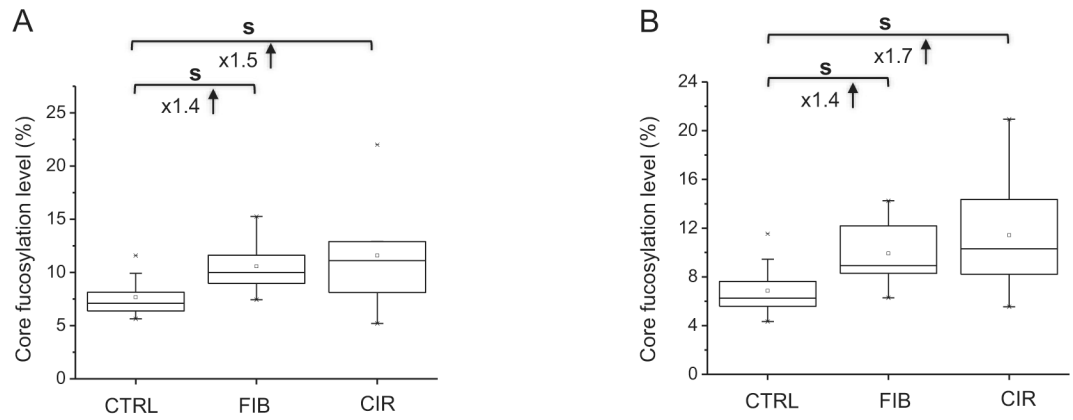 A
s
x1.5
s
x1.4
Core fucosylation level (%)
25
20
15
10
5
0
CTRL FIB CIR
B
s
x1.7
s
x1.4
Core fucosylation level (%)
24
20
16
12
8
4
0
CTRL FIB CIR